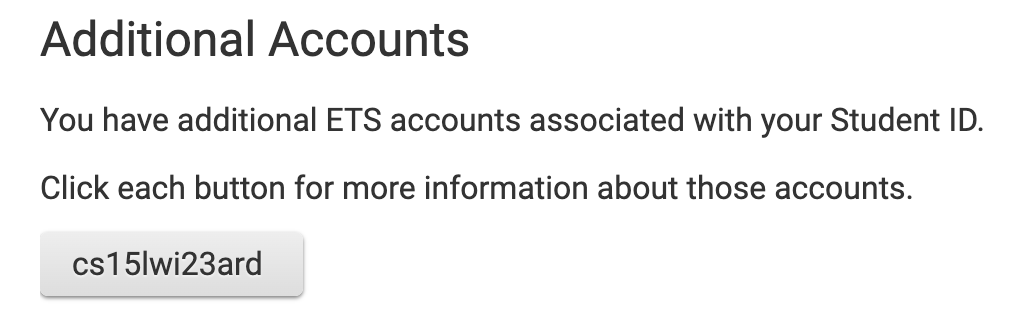 Additional Accounts
You have additional ETS accounts associated with your Student ID.
Click each button for more information about those accounts.
cs15lwi23ard